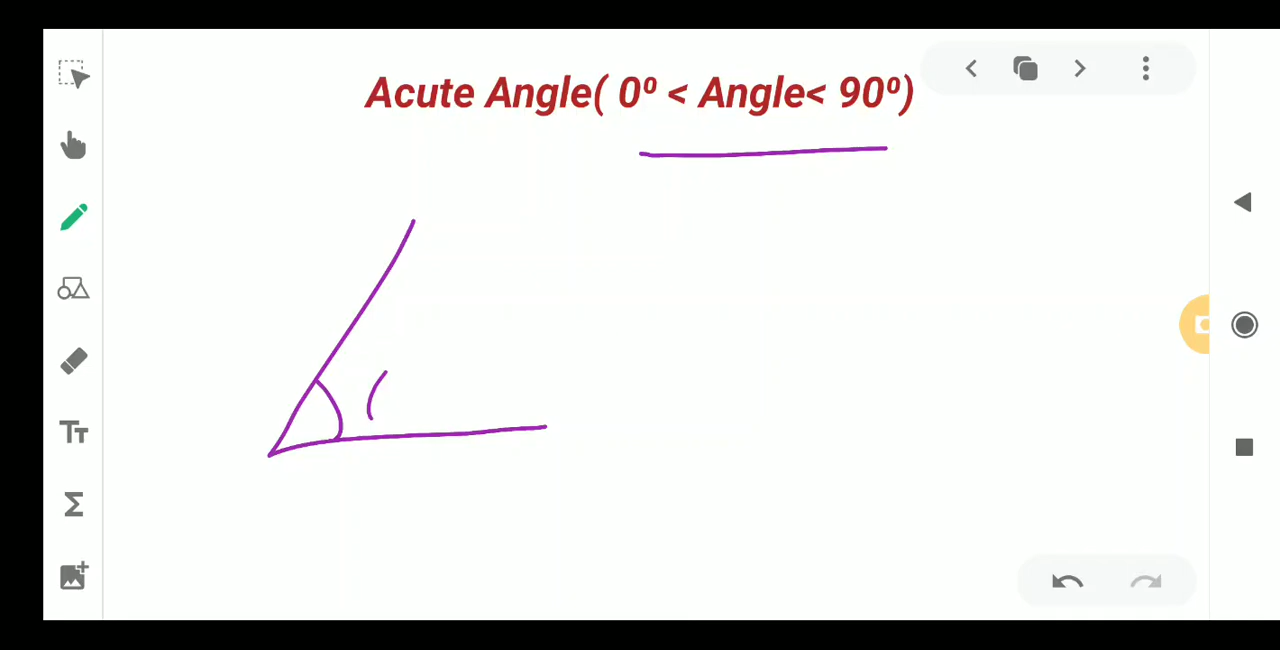 Acute Angle( 0⁰ < Angle< 90⁰)